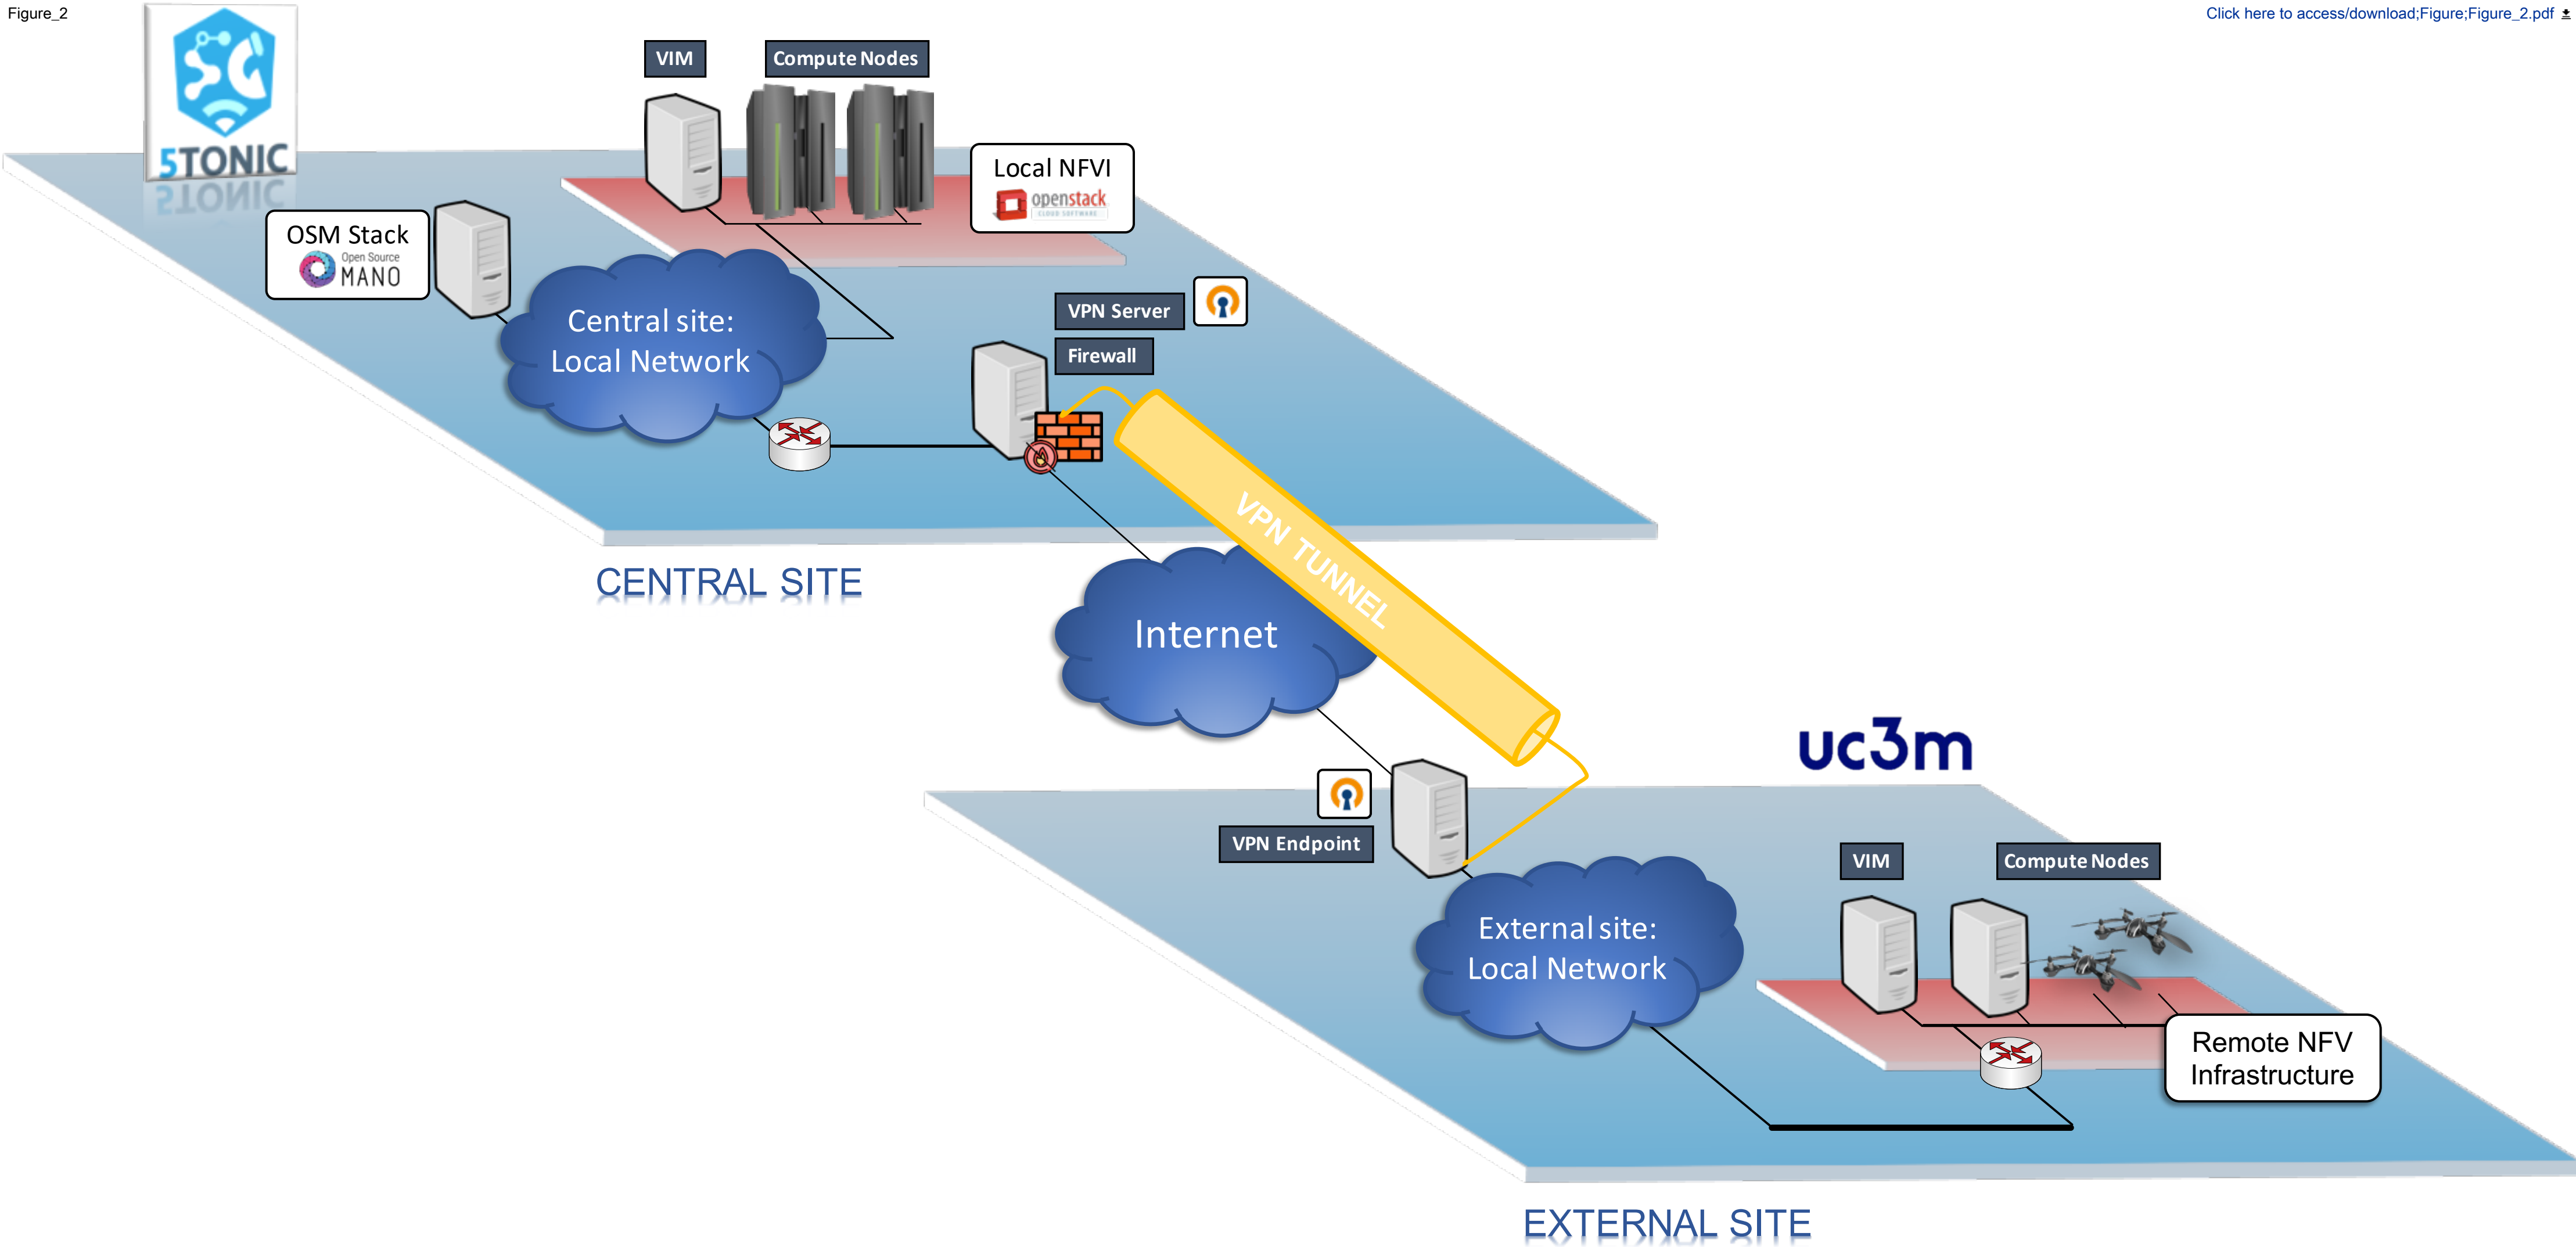 Figure_2
Click here to access/download;Figure;Figure_2.pdf
5TONIC
VIM
Compute Nodes
Local NFVI
openstack
CLOUD SOFTWARE
OSM Stack
Open Source
MANO
Central site:
Local Network
VPN Server
Firewall
VPN TUNNEL
CENTRAL SITE
Internet
uc3m
VPN Endpoint
VIM
Compute Nodes
External site:
Local Network
Remote NFV
Infrastructure
EXTERNAL SITE